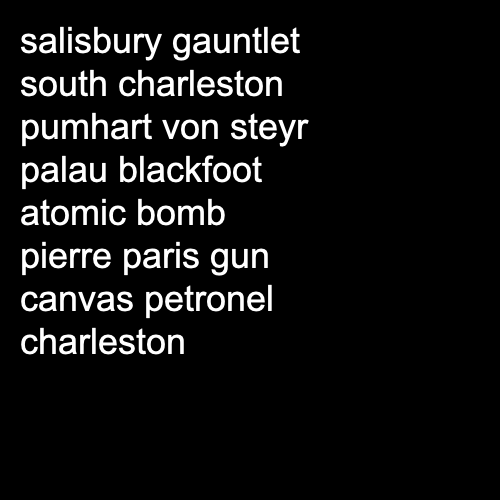 salisbury gauntlet
south charleston
pumhart von steyr
palau blackfoot
atomic bomb
pierre paris gun
canvas petronel
charleston